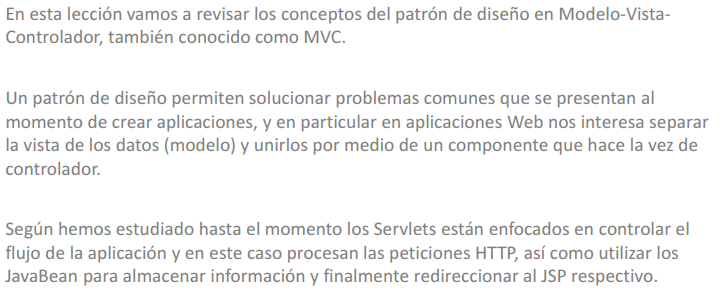 En esta lección vamos a revisar los conceptos del patrón de diseño en Modelo-Vista-
Controlador, también conocido como MVC.
Un patrón de diseño permiten solucionar problemas comunes que se presentan al
momento de crear aplicaciones, y en particular en aplicaciones Web nos interesa separar
la vista de los datos (modelo) y unirlos por medio de un componente que hace la vez de
controlador.
Según hemos estudiado hasta el momento los Servlets están enfocados en controlar el
flujo de la aplicación y en este caso procesan las peticiones HTTP, así como utilizar los
JavaBean para almacenar información y finalmente redireccionar al JSP respectivo.